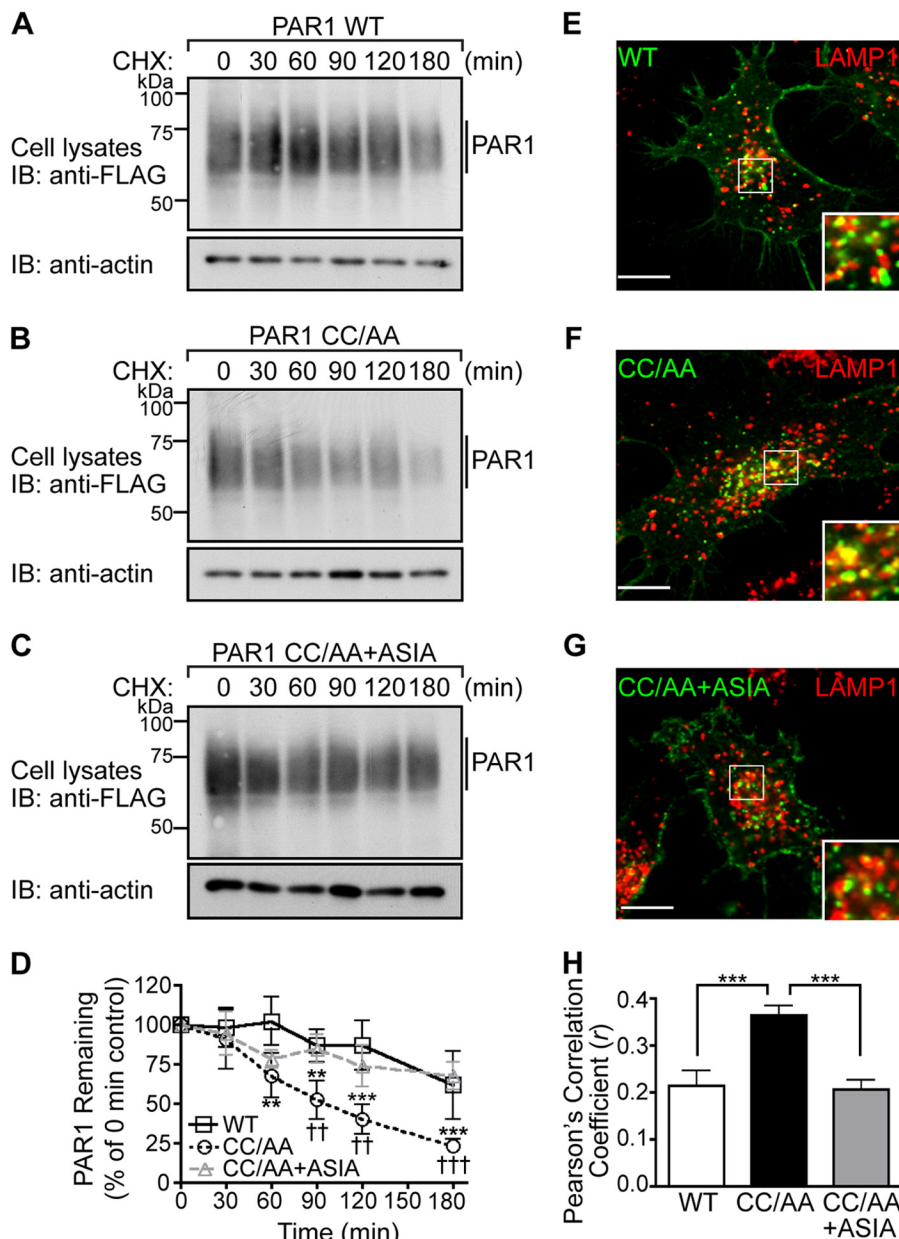 A
PAR1 WT
CHX: 0 30 60 90 120 180 (min)
kDa
100
75
50
Cell lysates
IB: anti-FLAG
PAR1
IB: anti-actin
B
PAR1 CC/AA
CHX: 0 30 60 90 120 180 (min)
kDa
100
75
50
Cell lysates
IB: anti-FLAG
PAR1
IB: anti-actin
C
PAR1 CC/AA+ASIA
CHX: 0 30 60 90 120 180 (min)
kDa
100
75
50
Cell lysates
IB: anti-FLAG
PAR1
IB: anti-actin
D
PAR1 Remaining
(% of 0 min control)
120
100
75
50
25
0
** ** *** ***
†† †† †††
WT
CC/AA
CC/AA+ASIA
0 30 60 90 120 150 180
Time (min)
E
WT LAMP1
F
CC/AA LAMP1
G
CC/AA+ASIA LAMP1
H
Pearson's Correlation
Coefficient (r)
0.4
0.3
0.2
0.1
0.0
*** ***
WT CC/AA CC/AA
+ASIA